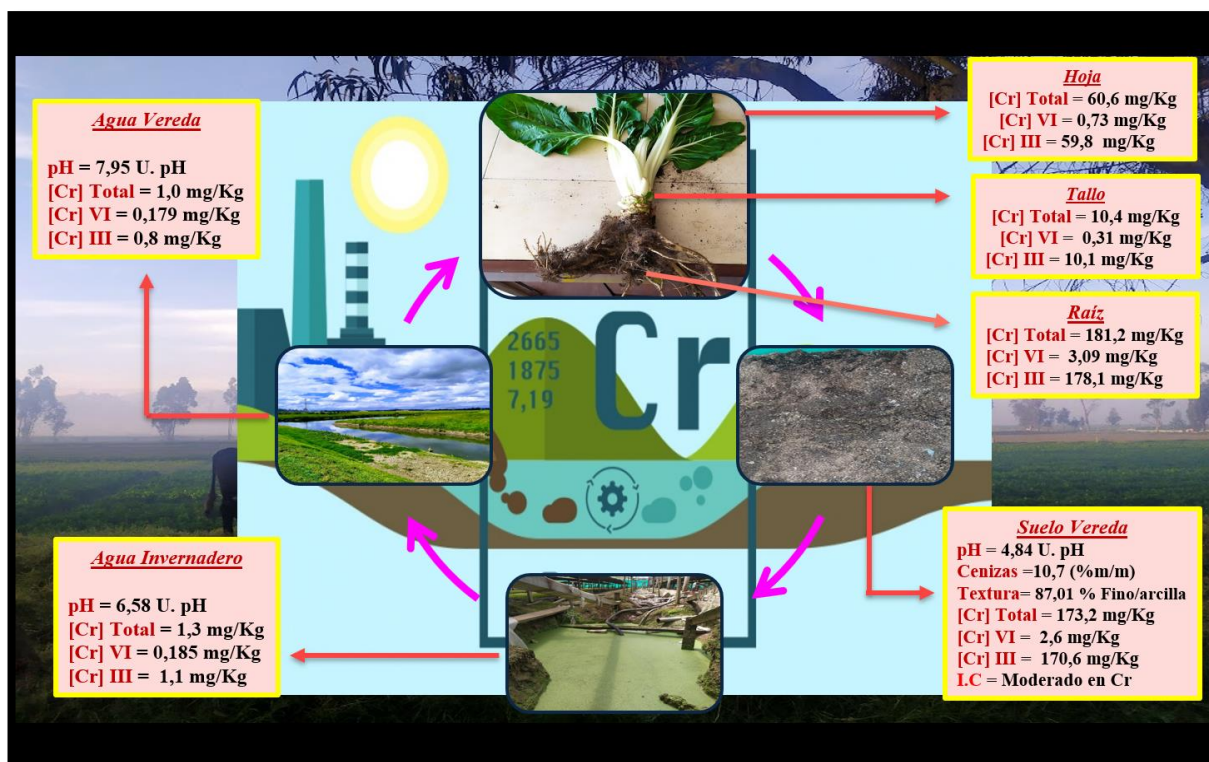 Agua Vereda
pH = 7,95 U. pH
[Cr] Total = 1,0 mg/Kg
[Cr] VI = 0,179 mg/Kg
[Cr] III = 0,8 mg/Kg
Hoja
[Cr] Total = 60,6 mg/Kg
[Cr] VI = 0,73 mg/Kg
[Cr] III = 59,8 mg/Kg
Tallo
[Cr] Total = 10,4 mg/Kg
[Cr] VI = 0,31 mg/Kg
[Cr] III = 10,1 mg/Kg
Raíz
[Cr] Total = 181,2 mg/Kg
[Cr] VI = 3,09 mg/Kg
[Cr] III = 178,1 mg/Kg
2665
1875
7,19
Cr
Agua Invernadero
pH = 6,58 U. pH
[Cr] Total = 1,3 mg/Kg
[Cr] VI = 0,185 mg/Kg
[Cr] III = 1,1 mg/Kg
Suelo Vereda
pH = 4,84 U. pH
Cenizas =10,7 (%m/m)
Textura= 87,01 % Fino/arcilla
[Cr] Total = 173,2 mg/Kg
[Cr] VI = 2,6 mg/Kg
[Cr] III = 170,6 mg/Kg
I.C = Moderado en Cr